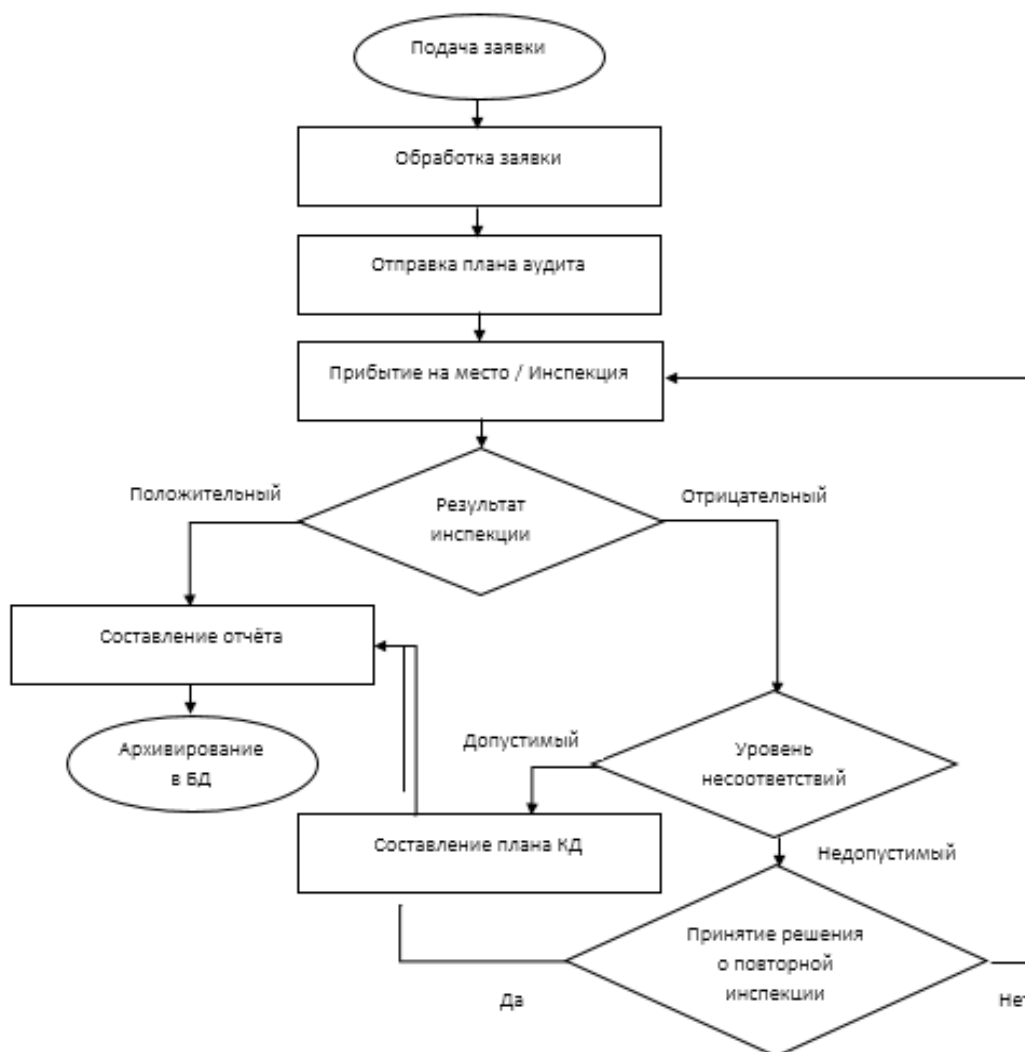 Подача заявки
Обработка заявки
Отправка плана аудита
Прибытие на место / Инспекция
Положительный
Результат
инспекции
Отрицательный
Составление отчёта
Архивирование
в БД
Допустимый
Уровень
несоответствий
Составление плана КД
Недопустимый
Принятие решения
о повторной
инспекции
Да
Нет